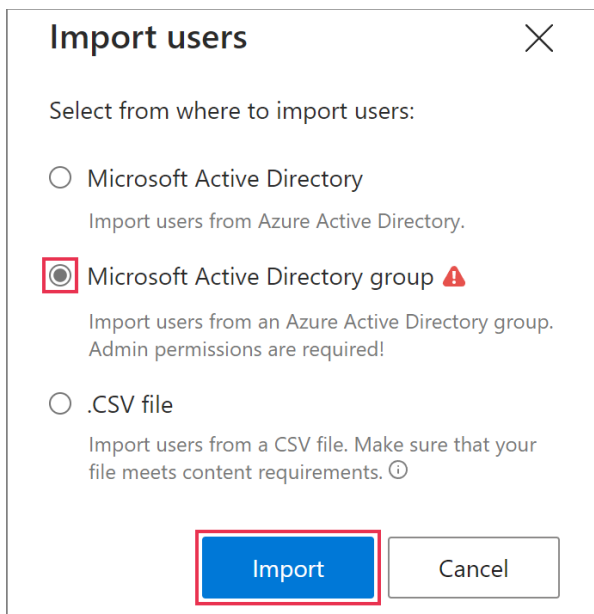 Import users
Select from where to import users:
Microsoft Active Directory
Import users from Azure Active Directory.
Microsoft Active Directory group
Import users from an Azure Active Directory group.
Admin permissions are required!
.CSV file
Import users from a CSV file. Make sure that your
file meets content requirements.
Import
Cancel